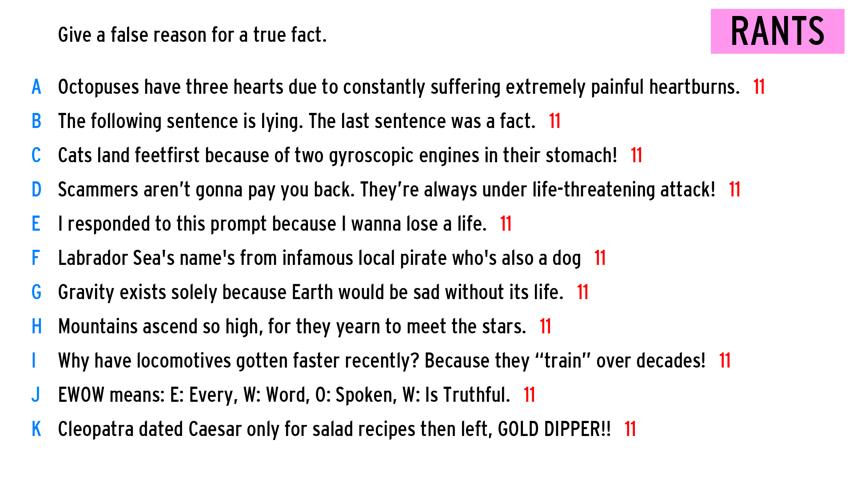 Give a false reason for a true fact.
RANTS
A Octopuses have three hearts due to constantly suffering extremely painful heartburns. 11
B The following sentence is lying. The last sentence was a fact. 11
C Cats land feetfirst because of two gyroscopic engines in their stomach! 11
D Scammers aren’t gonna pay you back. They’re always under life-threatening attack! 11
E I responded to this prompt because I wanna lose a life. 11
F Labrador Sea's name's from infamous local pirate who's also a dog 11
G Gravity exists solely because Earth would be sad without its life. 11
H Mountains ascend so high, for they yearn to meet the stars. 11
I Why have locomotives gotten faster recently? Because they “train” over decades! 11
J EWOW means: E: Every, W: Word, O: Spoken, W: Is Truthful. 11
K Cleopatra dated Caesar only for salad recipes then left, GOLD DIPPER!! 11